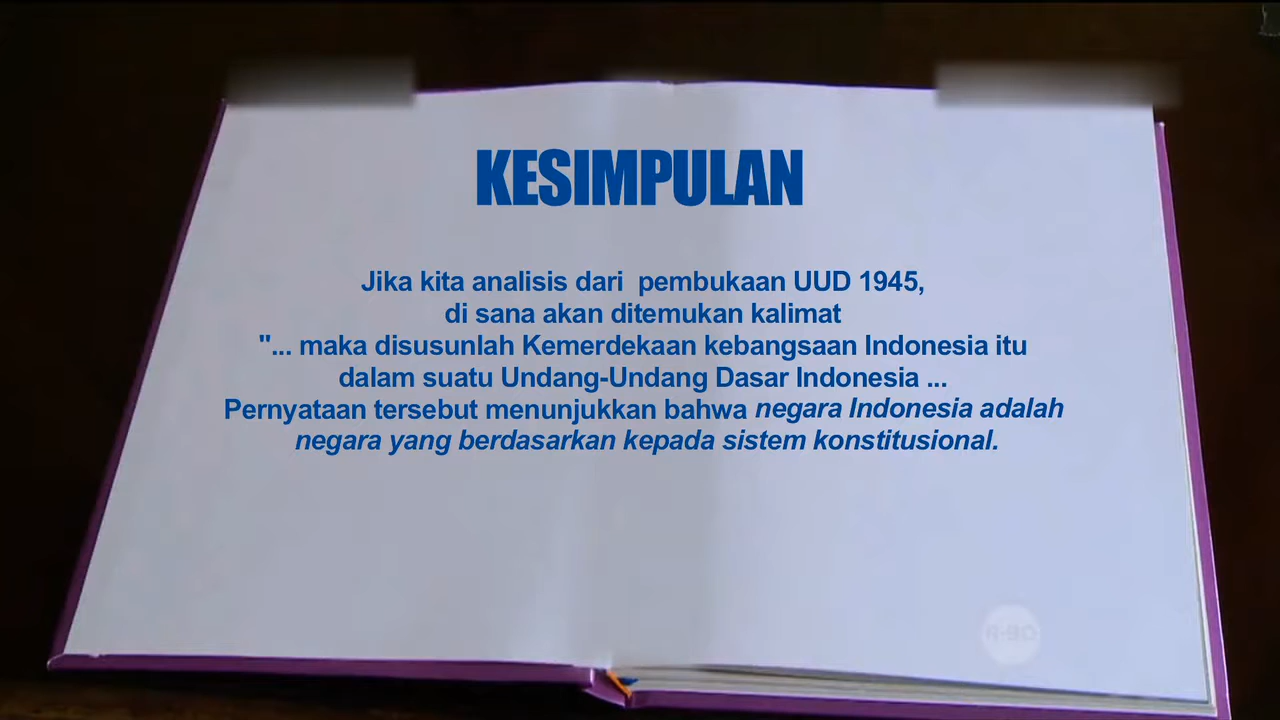 KESIMPULAN
Jika kita analisis dari pembukaan UUD 1945,
di sana akan ditemukan kalimat
"... maka disusunlah Kemerdekaan kebangsaan Indonesia itu
dalam suatu Undang-Undang Dasar Indonesia ...
Pernyataan tersebut menunjukkan bahwa negara Indonesia adalah
negara yang berdasarkan kepada sistem konstitusional.